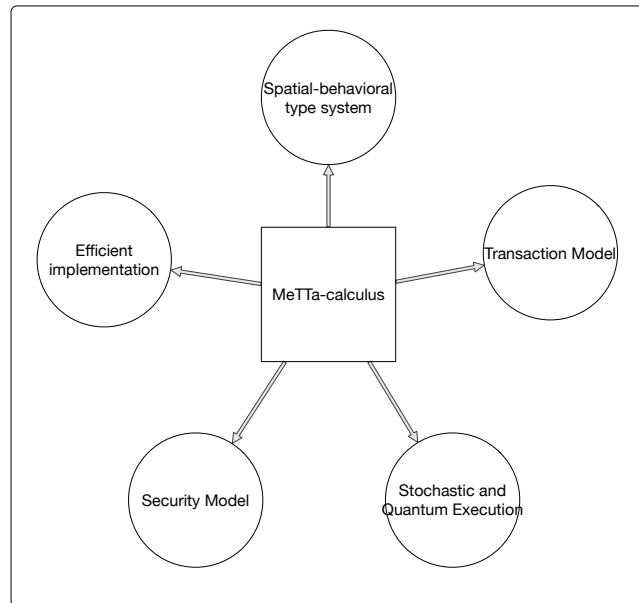 Spatial-behavioral
type system
Efficient
implementation
Transaction Model
MeTTa-calculus
Security Model
Stochastic and
Quantum Execution